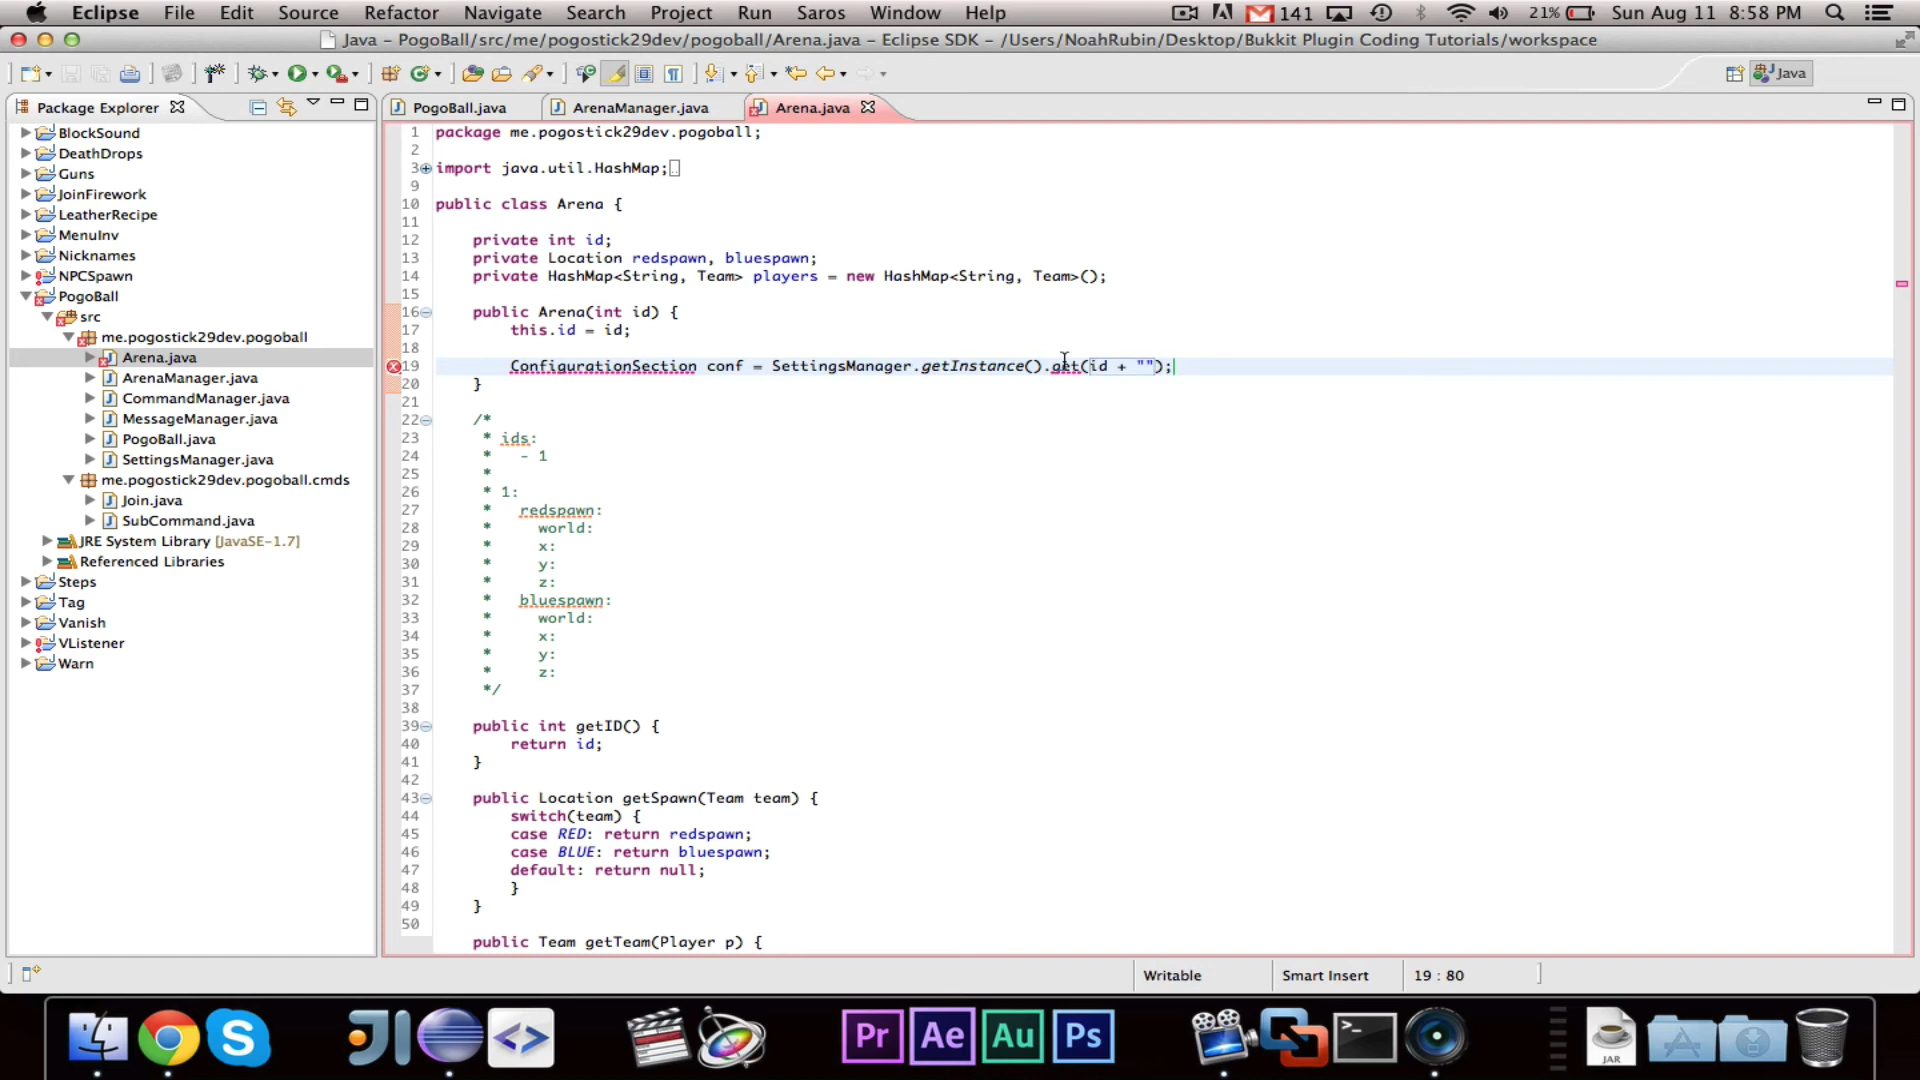 Eclipse File Edit Source Refactor Navigate Search Project Run Saros Window Help 141 21% Sun Aug 11 8:58 PM
Java – PogoBall/src/me/pogostick29dev/pogoball/Arena.java – Eclipse SDK – /Users/NoahRubin/Desktop/Bukkit Plugin Coding Tutorials/workspace
Java
Package Explorer
PogoBall.java ArenaManager.java Arena.java
BlockSound
DeathDrops
Guns
JoinFirework
LeatherRecipe
MenuInv
Nicknames
NPCSpawn
PogoBall
src
me.pogostick29dev.pogoball
Arena.java
ArenaManager.java
CommandManager.java
MessageManager.java
PogoBall.java
SettingsManager.java
me.pogostick29dev.pogoball.cmds
Join.java
SubCommand.java
JRE System Library [JavaSE-1.7]
Referenced Libraries
Steps
Tag
Vanish
VListener
Warn
1 package me.pogostick29dev.pogoball;
2
3 import java.util.HashMap;
9
10 public class Arena {
11
12 private int id;
13 private Location redspawn, bluespawn;
14 private HashMap<String, Team> players = new HashMap<String, Team>();
15
16 public Arena(int id) {
17 this.id = id;
18
19 ConfigurationSection conf = SettingsManager.getInstance().get(id + "");
20 }
21
22 /*
23 * ids:
24 * - 1
25 *
26 * 1:
27 * redspawn:
28 * world:
29 * x:
30 * y:
31 * z:
32 * bluespawn:
33 * world:
34 * x:
35 * y:
36 * z:
37 */
38
39 public int getID() {
40 return id;
41 }
42
43 public Location getSpawn(Team team) {
44 switch(team) {
45 case RED: return redspawn;
46 case BLUE: return bluespawn;
47 default: return null;
48 }
49 }
50
public Team getTeam(Player p) {
Writable Smart Insert 19 : 80
JI Pr Ae Au Ps JAR